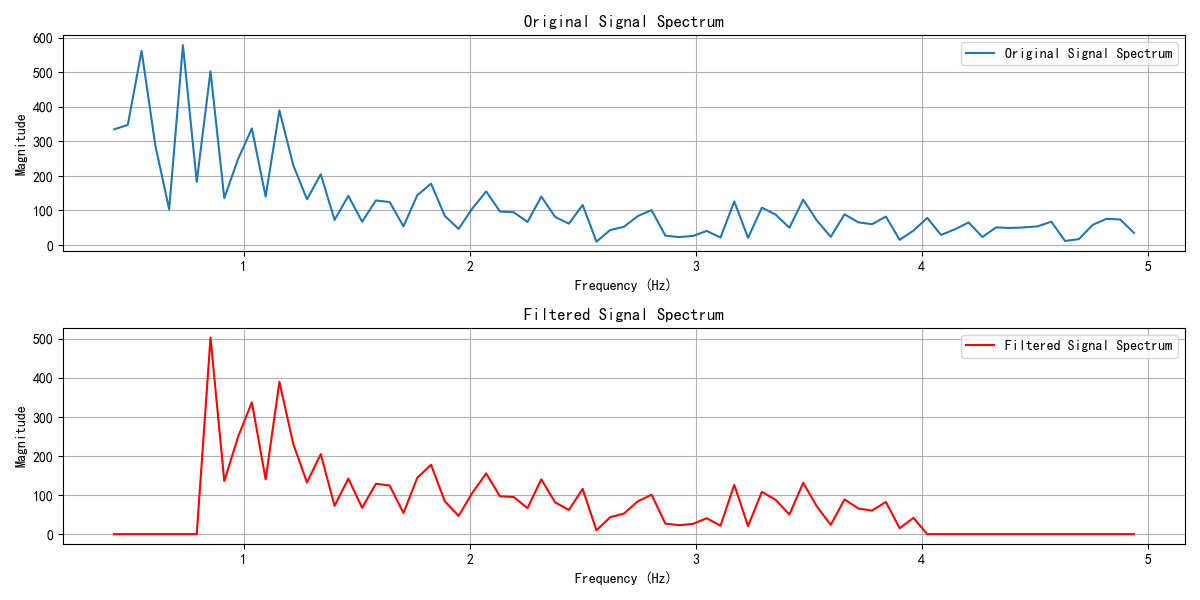 Original Signal Spectrum
Original Signal Spectrum
600
500
400
300
200
100
0
Magnitude
1 2 3 4 5
Frequency (Hz)
Filtered Signal Spectrum
Filtered Signal Spectrum
500
400
300
200
100
0
Magnitude
1 2 3 4 5
Frequency (Hz)